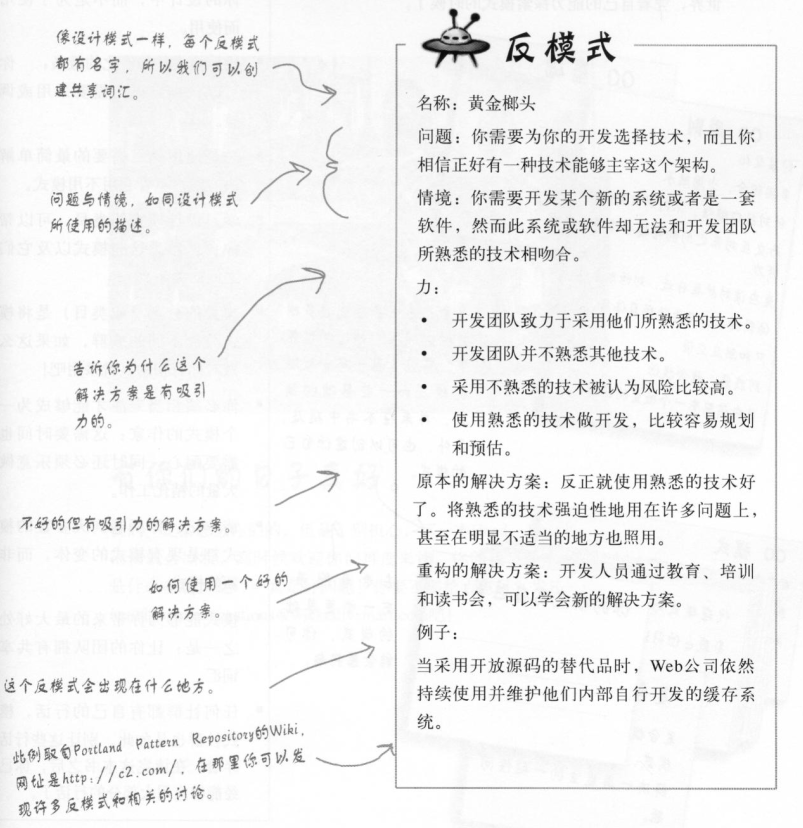 像设计模式一样，每个反模式
都有名字，所以我们可以创
建共享词汇。
问题与情境，如同设计模式
所使用的描述。
告诉你为什么这个
解决方案是有吸引
力的。
不好的但有吸引力的解决方案。
如何使用一个好的
解决方案。
这个反模式会出现在什么地方。
此例取自Portland Pattern Repository的Wiki，
网址是http://c2.com/，在那里你可以发
现许多反模式和相关的讨论。
反模式
名称：黄金榔头
问题：你需要为你的开发选择技术，而且你
相信正好有一种技术能够主宰这个架构。
情境：你需要开发某个新的系统或者是一套
软件，然而此系统或软件却无法和开发团队
所熟悉的技术相吻合。
力：
• 开发团队致力于采用他们所熟悉的技术。
• 开发团队并不熟悉其他技术。
• 采用不熟悉的技术被认为风险比较高。
• 使用熟悉的技术做开发，比较容易规划
和预估。
原本的解决方案：反正就使用熟悉的技术好
了。将熟悉的技术强迫性地用在许多问题上，
甚至在明显不适当的地方也照用。
重构的解决方案：开发人员通过教育、培训
和读书会，可以学会新的解决方案。
例子：
当采用开放源码的替代品时，Web公司依然
持续使用并维护他们内部自行开发的缓存系
统。